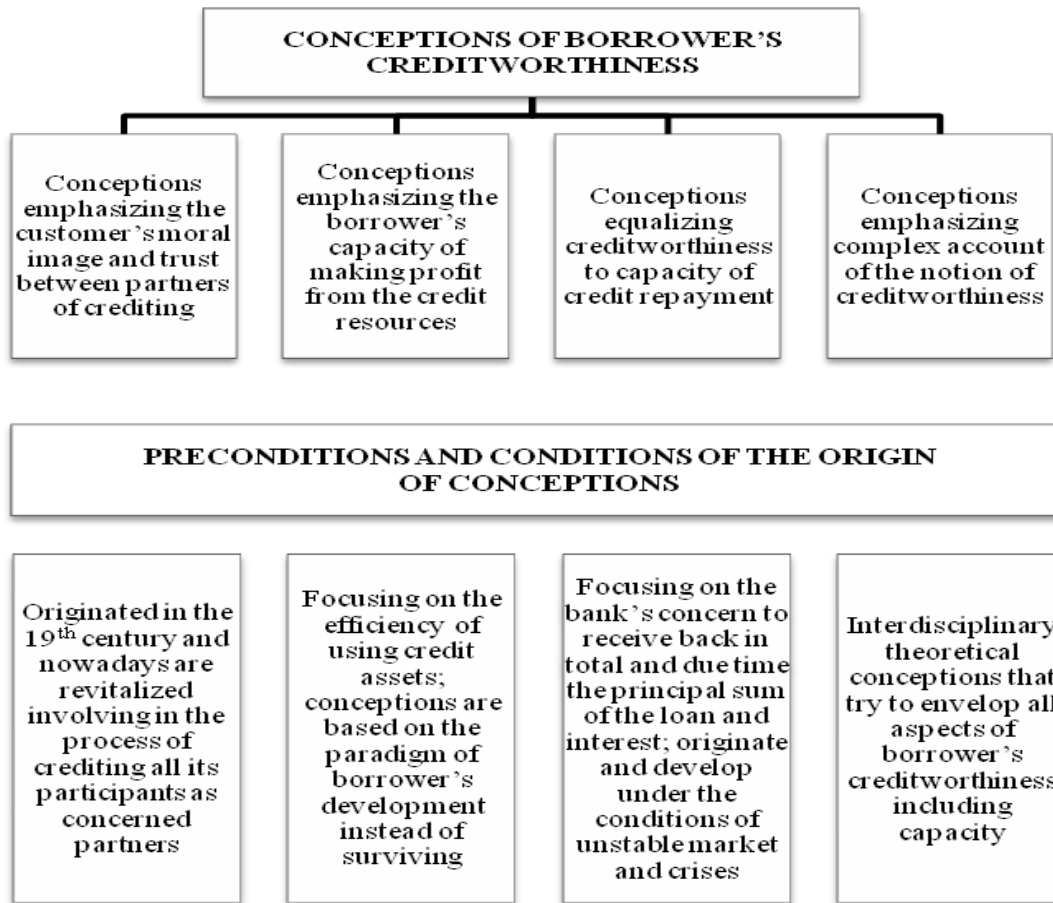 CONCEPTIONS OF BORROWER'S
CREDITWORTHINESS
Conceptions
emphasizing the
customer's moral
image and trust
between partners
of crediting
Conceptions
emphasizing the
borrower's
capacity of
making profit
from the credit
resources
Conceptions
equalizing
creditworthiness
to capacity of
credit repayment
Conceptions
emphasizing
complex account
of the notion of
creditworthiness
PRECONDITIONS AND CONDITIONS OF THE ORIGIN
OF CONCEPTIONS
Originated in the
19th century and
nowadays are
revitalized
involving in the
process of
crediting all its
participants as
concerned
partners
Focusing on the
efficiency of
using credit
assets;
conceptions are
based on the
paradigm of
borrower's
development
instead of
surviving
Focusing on the
bank's concern to
receive back in
total and due time
the principal sum
of the loan and
interest; originate
and develop
under the
conditions of
unstable market
and crises
Interdisciplinary
theoretical
conceptions that
try to envelop all
aspects of
borrower's
creditworthiness
including
capacity